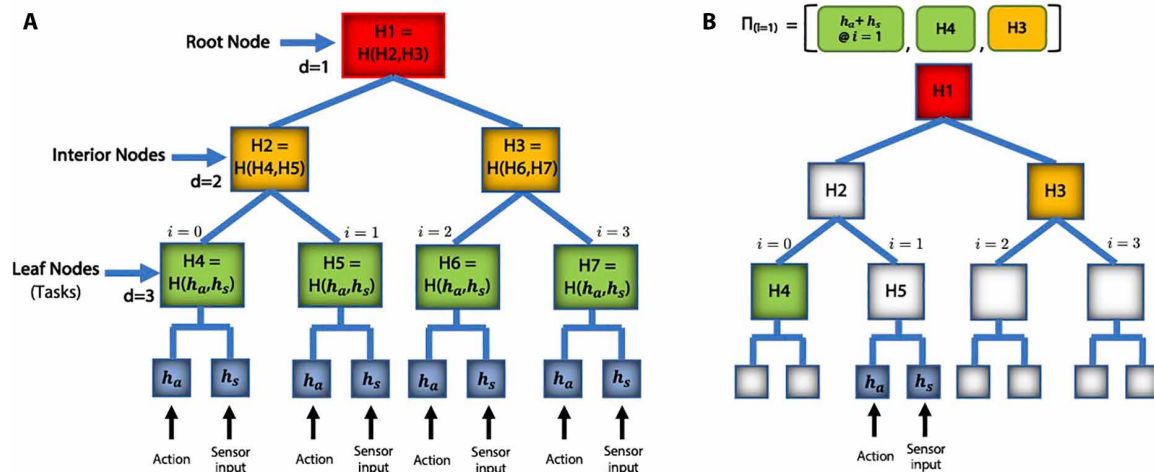 A
Root Node
d=1
H1 =
H(H2,H3)
Interior Nodes
d=2
H2 =
H(H4,H5)
H3 =
H(H6,H7)
i = 0
i = 1
i = 2
i = 3
Leaf Nodes
(Tasks)
d=3
H4 =
H(hₐ,hₛ)
H5 =
H(hₐ,hₛ)
H6 =
H(hₐ,hₛ)
H7 =
H(hₐ,hₛ)
hₐ
hₛ
hₐ
hₛ
hₐ
hₛ
hₐ
hₛ
Action
Sensor
input
Action
Sensor
input
Action
Sensor
input
Action
Sensor
input
B
Π(i=1) = [ hₐ + hₛ
@ i = 1 , H4 , H3 ]
H1
H2
H3
i = 0
i = 1
i = 2
i = 3
H4
H5
hₐ
hₛ
Action
Sensor
input